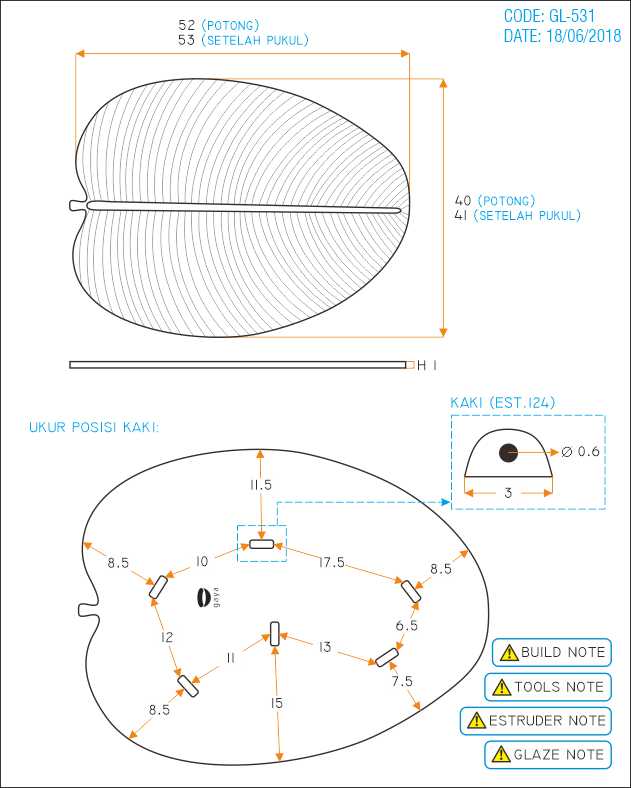 CODE: GL-531
DATE: 18/06/2018
52 (POTONG)
53 (SETELAH PUKUL)
40 (POTONG)
41 (SETELAH PUKUL)
H 1
KAKI (EST.124)
Ø 0.6
3
UKUR POSISI KAKI:
11.5
8.5
10
17.5
8.5
gaya
12
6.5
11
13
7.5
8.5
15
BUILD NOTE
TOOLS NOTE
ESTRUDER NOTE
GLAZE NOTE